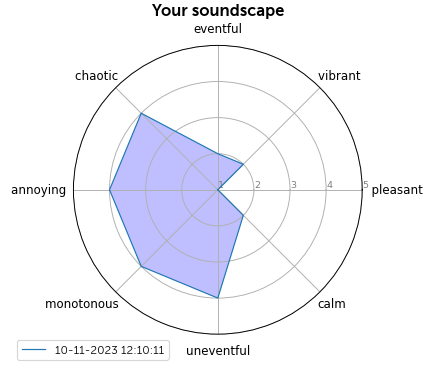 Your soundscape
eventful
chaotic
vibrant
annoying
1
2
3
4
5
pleasant
monotonous
calm
10-11-2023 12:10:11
uneventful